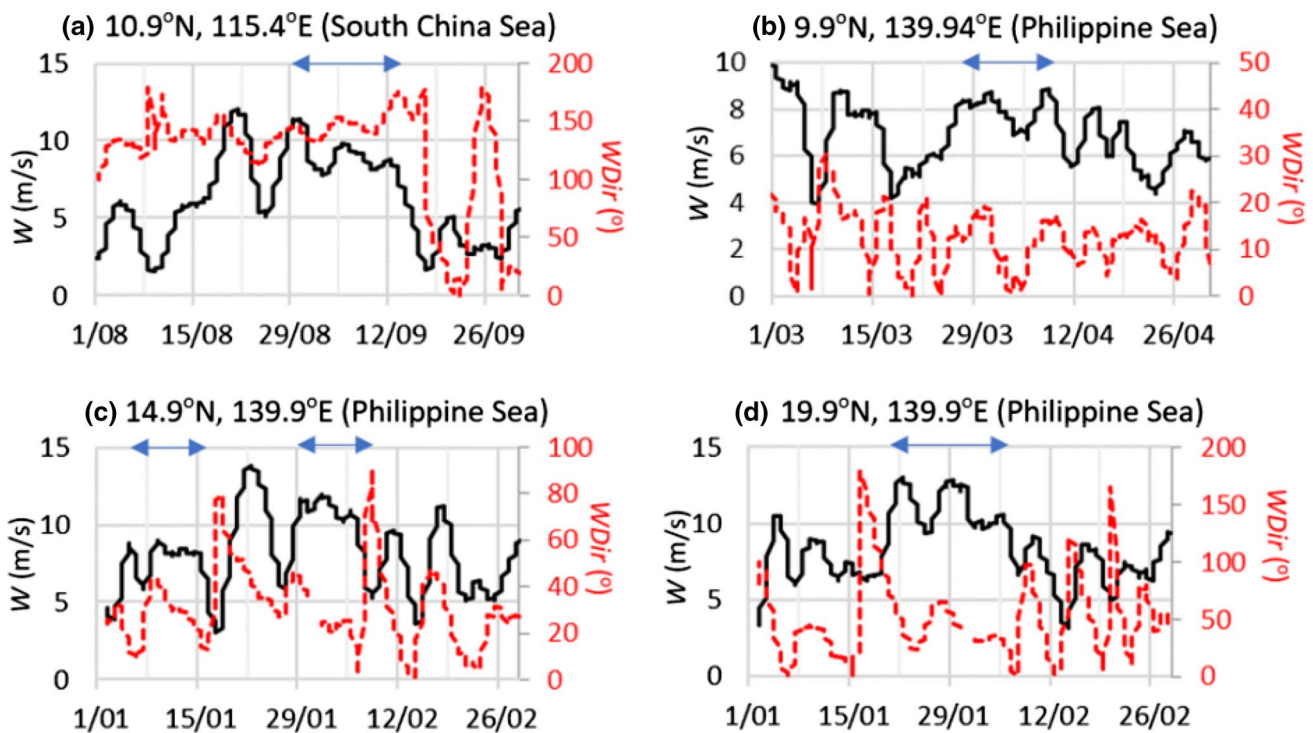 (a) 10.9°N, 115.4°E (South China Sea)
15
10
5
0
W (m/s)
200
150
100
50
0
WDir (°)
1/08 15/08 29/08 12/09 26/09
(b) 9.9°N, 139.94°E (Philippine Sea)
10
8
6
4
2
0
W (m/s)
50
40
30
20
10
0
WDir (°)
1/03 15/03 29/03 12/04 26/04
(c) 14.9°N, 139.9°E (Philippine Sea)
15
10
5
0
W (m/s)
100
80
60
40
20
0
WDir (°)
1/01 15/01 29/01 12/02 26/02
(d) 19.9°N, 139.9°E (Philippine Sea)
15
10
5
0
W (m/s)
200
150
100
50
0
WDir (°)
1/01 15/01 29/01 12/02 26/02